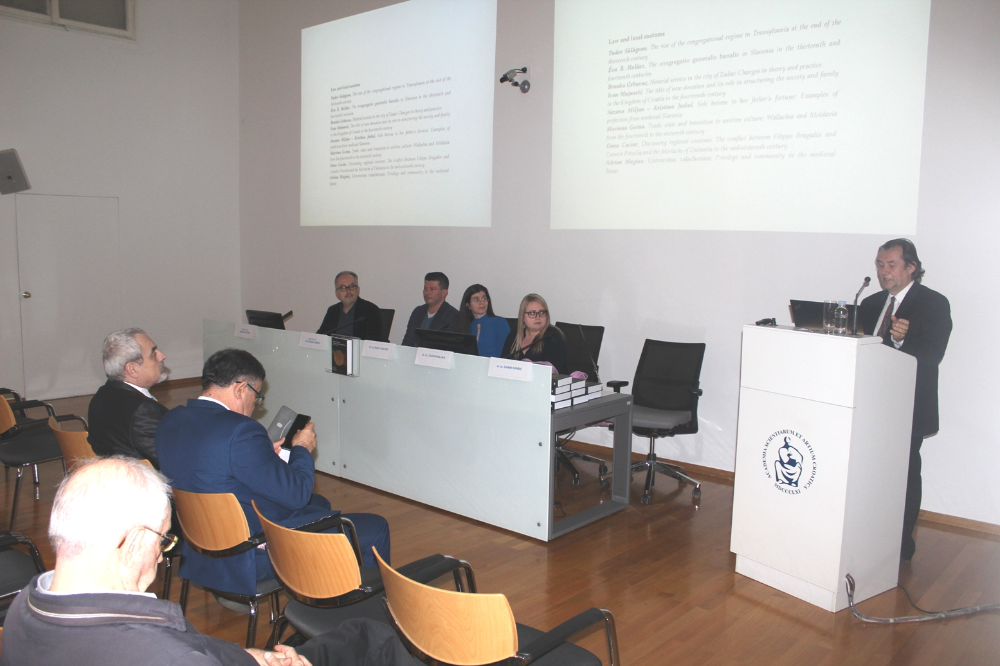 Law and local customs
Tudor Sălăgean, The rise of the congregational regime in Transylvania at the end of the
thirteenth century
Éva B. Halász, The congregatio generalis banalis in Slavonia in the thirteenth and
fourteenth centuries
Branka Grbavac, Notarial service in the city of Zadar: Changes in theory and practice
Ivan Majnarić, The title of new donation and its role in structuring the society and family
in the Kingdom of Croatia in the fourteenth century
Suzana Miljan – Kristian Judaš, Sole heiress to her father's fortune: Examples of
prefection from medieval Slavonia
Mariana Goina, Trade, state and transition to written culture: Wallachia and Moldavia
from the fourteenth to the sixteenth century
Dana Caciur, Discussing regional customs: The conflict between Filippo Bragadin and
and the Morlachs of Dalmatia in the mid-sixteenth century
Adrian Magina, Universitas valachorum: Privilege and community in the medieval
Banat
Law and local customs
Tudor Sălăgean, The rise of the congregational regime in Transylvania at the end of the
thirteenth century
Éva B. Halász, The congregatio generalis banalis in Slavonia in the thirteenth and
fourteenth centuries
Branka Grbavac, Notarial service in the city of Zadar: Changes in theory and practice
Ivan Majnarić, The title of new donation and its role in structuring the society and family
in the Kingdom of Croatia in the fourteenth century
Suzana Miljan – Kristian Judaš, Sole heiress to her father's fortune: Examples of
prefection from medieval Slavonia
Mariana Goina, Trade, state and transition to written culture: Wallachia and Moldavia
from the fourteenth to the sixteenth century
Dana Caciur, Discussing regional customs: The conflict between Filippo Bragadin and
and the Morlachs of Dalmatia in the mid-sixteenth century
Adrian Magina, Universitas valachorum: Privilege and community in the medieval
Banat
HALÁSZ
dr. sc. SUZANA MILJAN
dr. sc. DAMIR KARBIĆ
ACADEMIA SCIENTIARUM ET ARTIUM CROATICA
MDCCCLXI